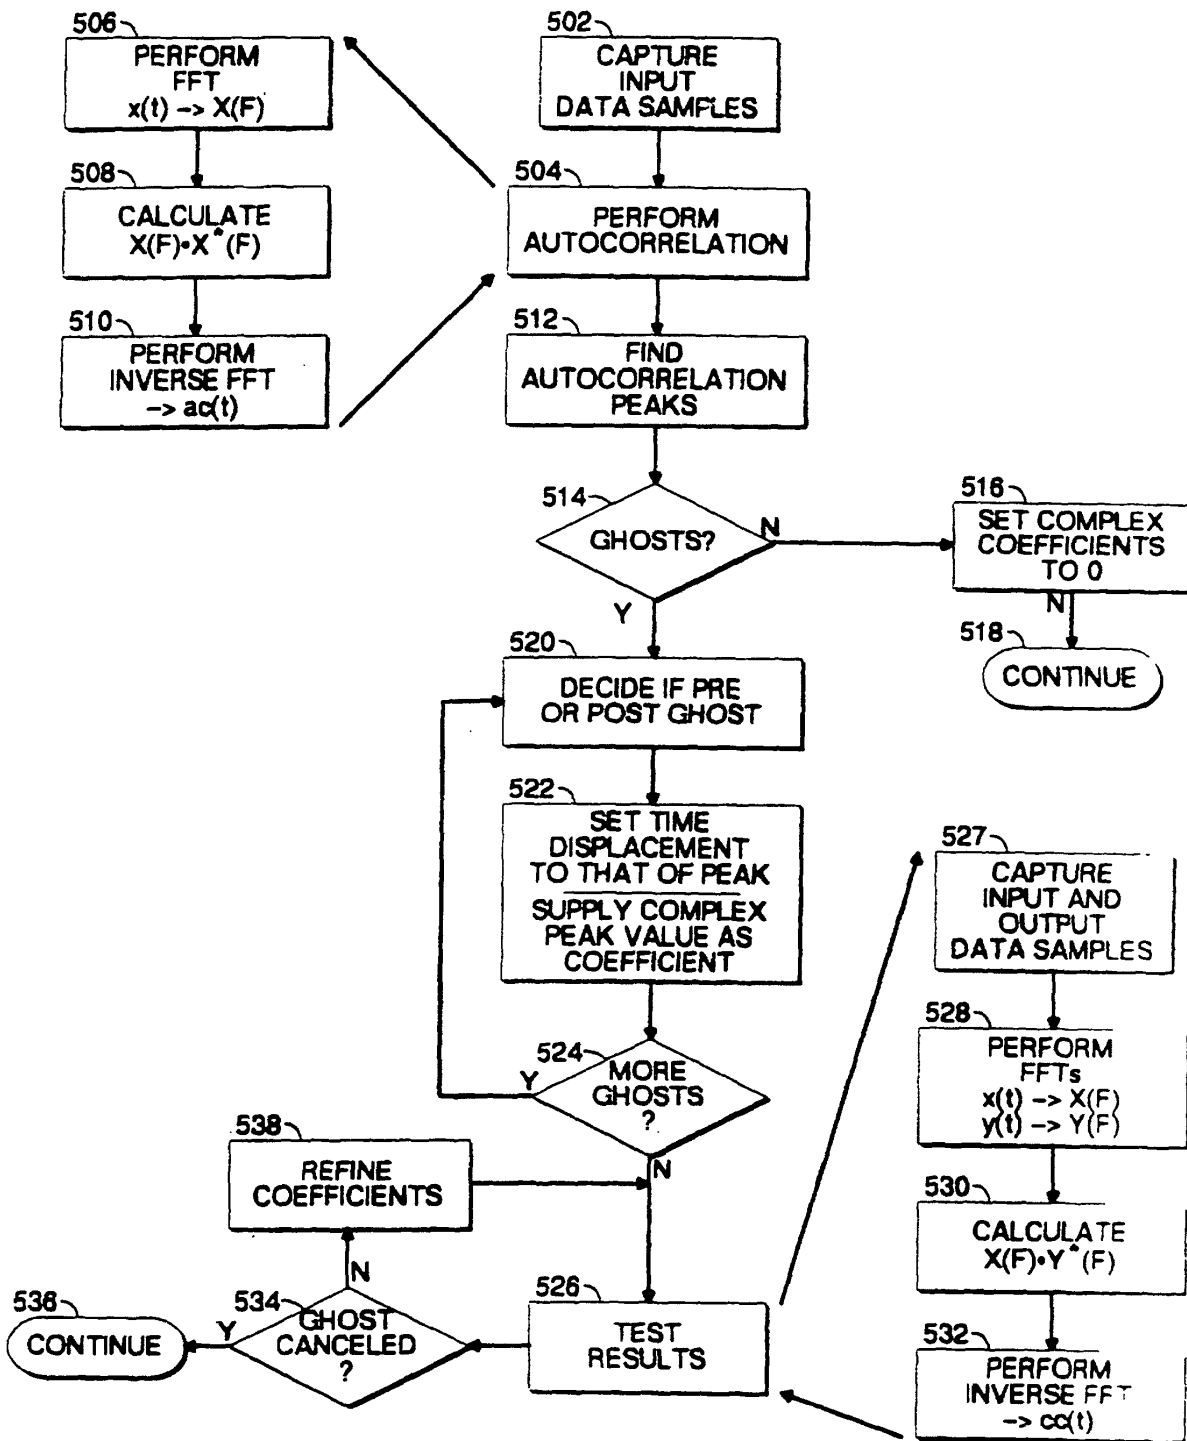 506
PERFORM
FFT
x(t) -> X(F)
508
CALCULATE
X(F)•X*(F)
510
PERFORM
INVERSE FFT
-> ac(t)
502
CAPTURE
INPUT
DATA SAMPLES
504
PERFORM
AUTOCORRELATION
512
FIND
AUTOCORRELATION
PEAKS
514
GHOSTS?
N
Y
516
SET COMPLEX
COEFFICIENTS
TO 0
N
518
CONTINUE
520
DECIDE IF PRE
OR POST GHOST
522
SET TIME
DISPLACEMENT
TO THAT OF PEAK
SUPPLY COMPLEX
PEAK VALUE AS
COEFFICIENT
524
MORE
GHOSTS
?
Y
N
538
REFINE
COEFFICIENTS
N
534
GHOST
CANCELED
?
Y
536
CONTINUE
526
TEST
RESULTS
527
CAPTURE
INPUT AND
OUTPUT
DATA SAMPLES
528
PERFORM
FFTs
x(t) -> X(F)
y(t) -> Y(F)
530
CALCULATE
X(F)•Y*(F)
532
PERFORM
INVERSE FFT
-> cc(t)